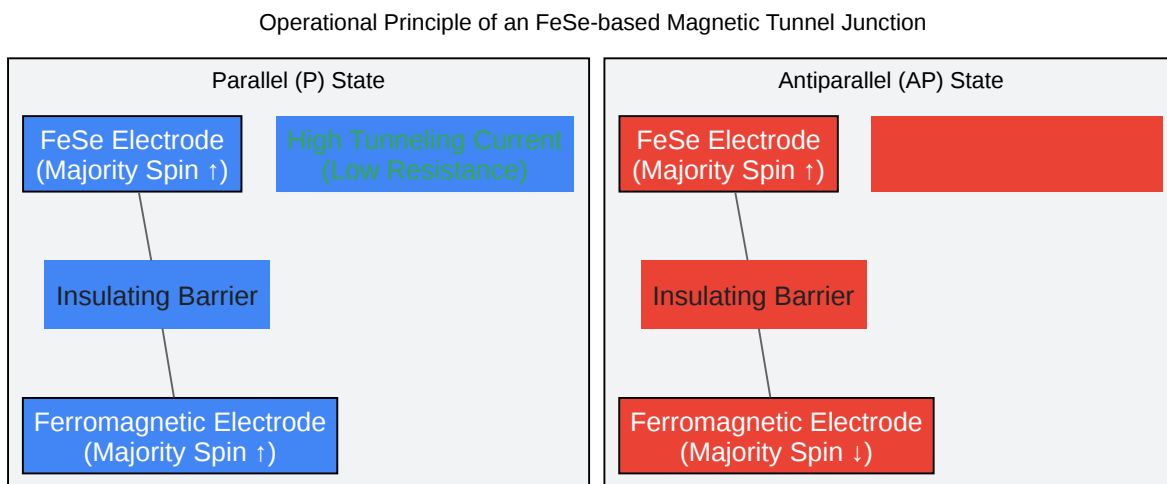 Operational Principle of an FeSe-based Magnetic Tunnel Junction
Parallel (P) State
FeSe Electrode
(Majority Spin ↑)
High Tunneling Current
(Low Resistance)
Insulating Barrier
Ferromagnetic Electrode
(Majority Spin ↑)
Antiparallel (AP) State
FeSe Electrode
(Majority Spin ↑)
Insulating Barrier
Ferromagnetic Electrode
(Majority Spin ↓)